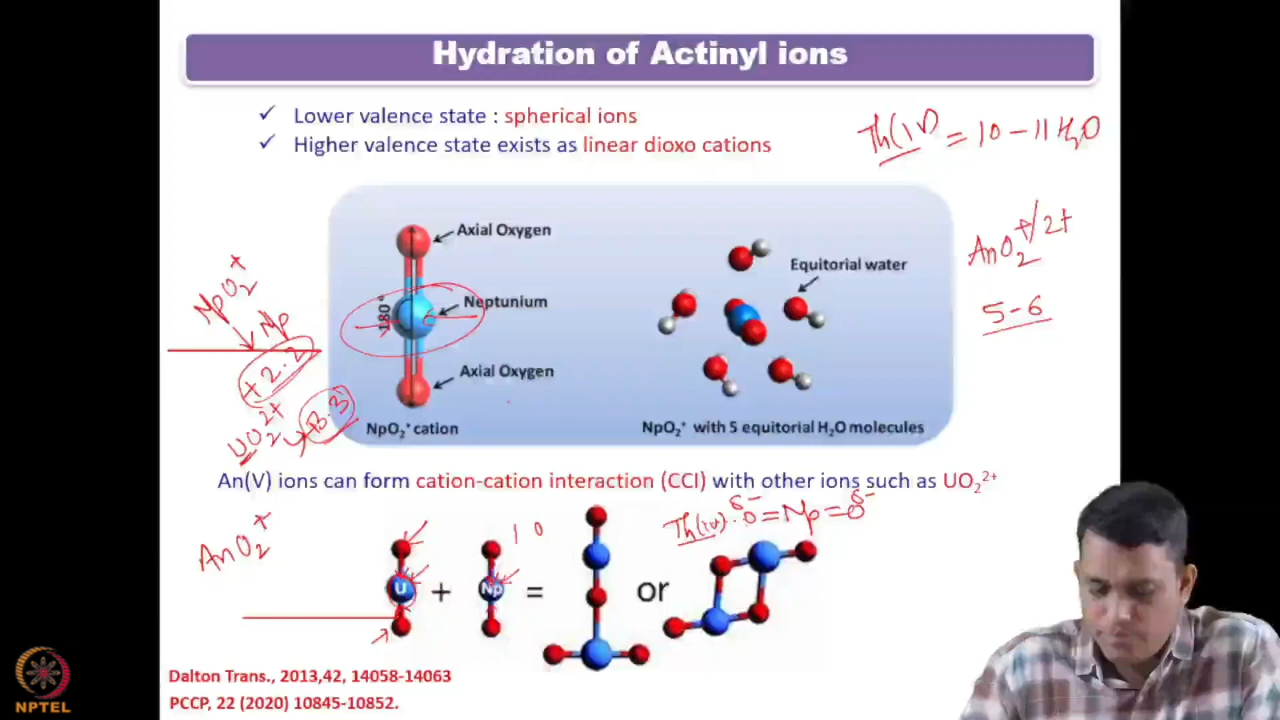 Hydration of Actinyl ions
✓ Lower valence state : spherical ions
✓ Higher valence state exists as linear dioxo cations
Th(IV) = 10-11 H2O
AnO2^+/2+
5-6
Axial Oxygen
180°
Neptunium
Axial Oxygen
NpO₂⁺ cation
Equitorial water
NpO₂⁺ with 5 equitorial H₂O molecules
NpO2^+
Np
+2.2
UO2^2+
3.3
An(V) ions can form cation-cation interaction (CCI) with other ions such as UO₂²⁺
AnO2^+
U + Np = or
Th(IV)..O^δ-=Np=O^δ-
Dalton Trans., 2013,42, 14058-14063
PCCP, 22 (2020) 10845-10852.
NPTEL